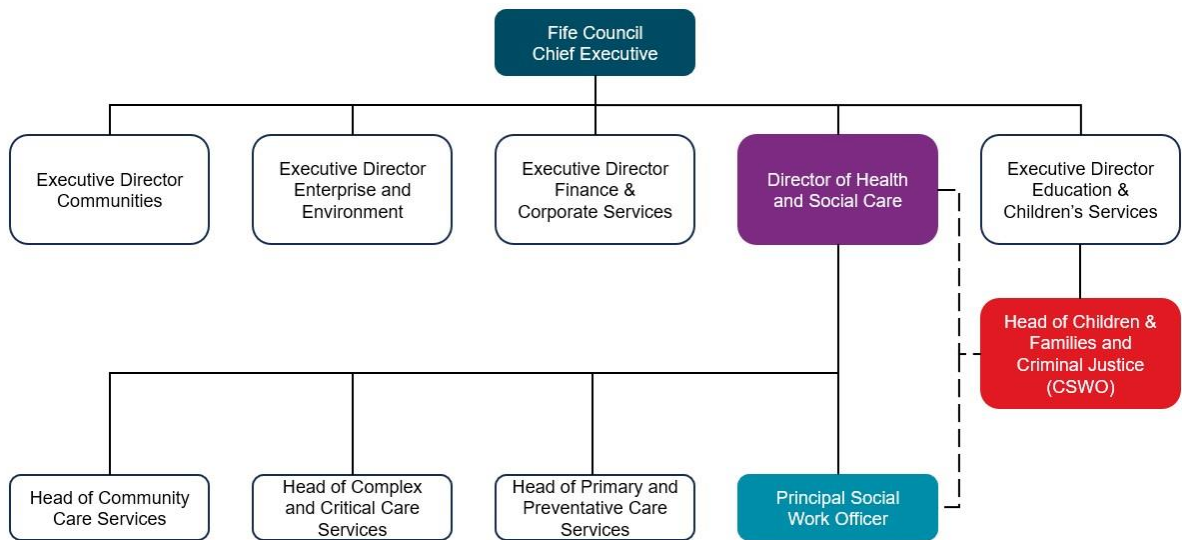 Fife Council
Chief Executive
Executive Director
Communities
Executive Director
Enterprise and
Environment
Executive Director
Finance &
Corporate Services
Director of Health
and Social Care
Executive Director
Education &
Children’s Services
Head of Children &
Families and
Criminal Justice
(CSWO)
Head of Community
Care Services
Head of Complex
and Critical Care
Services
Head of Primary and
Preventative Care
Services
Principal Social
Work Officer